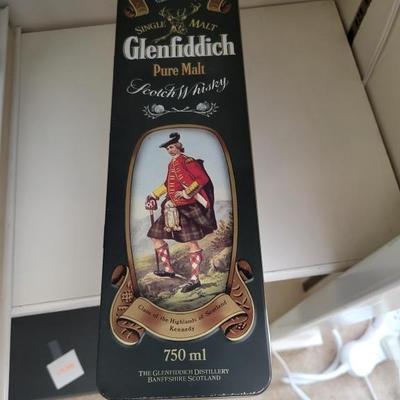 SINGLE MALT
Glenfiddich
Pure Malt
Scotch Whisky
Clans of the Highlands of Scotland
Kennedy
750 ml
THE GLENFIDDICH DISTILLERY
BANFFSHIRE SCOTLAND